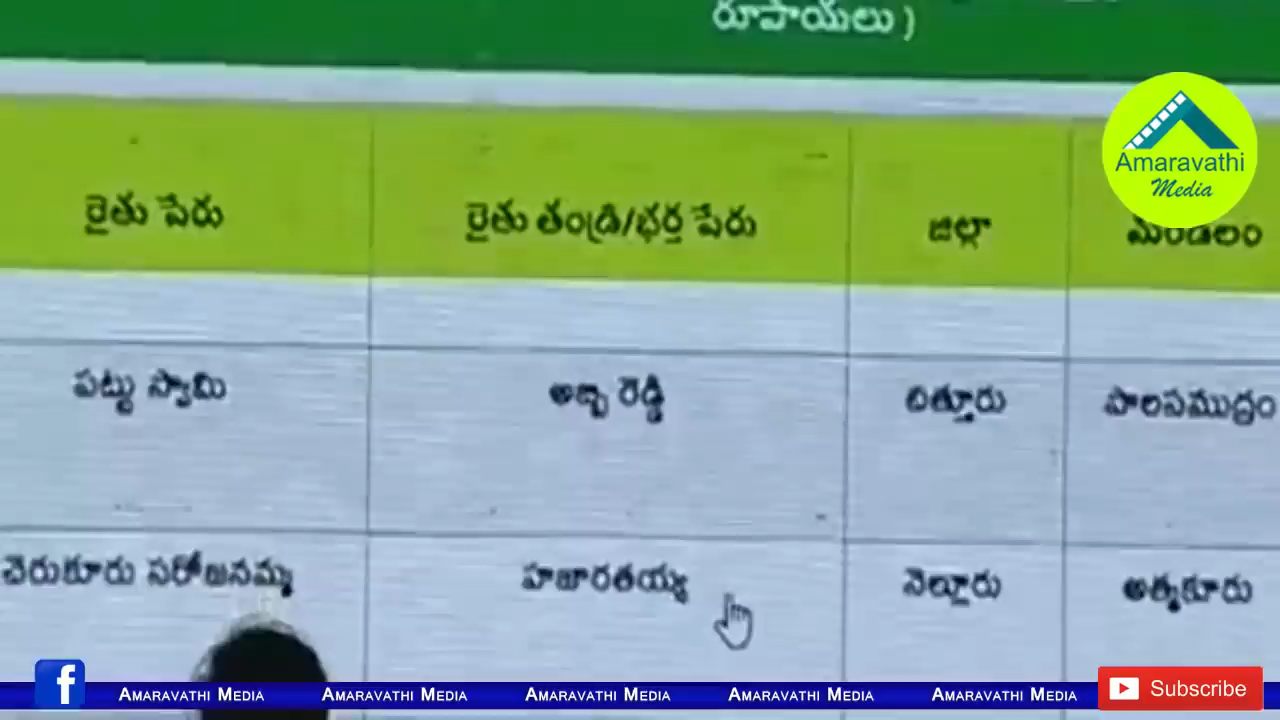 రూపాయలు )
Amaravathi
Media
రైతు పేరు రైతు తండ్రి/భర్త పేరు జిల్లా మండలం
పట్టు స్వామి అబ్బి రెడ్డి చిత్తూరు పాలసముద్రం
చెరుకూరు సరోజనమ్మ హజారతయ్య నెల్లూరు అత్మకూరు
f AMARAVATHI MEDIA AMARAVATHI MEDIA AMARAVATHI MEDIA AMARAVATHI MEDIA AMARAVATHI MEDIA Subscribe